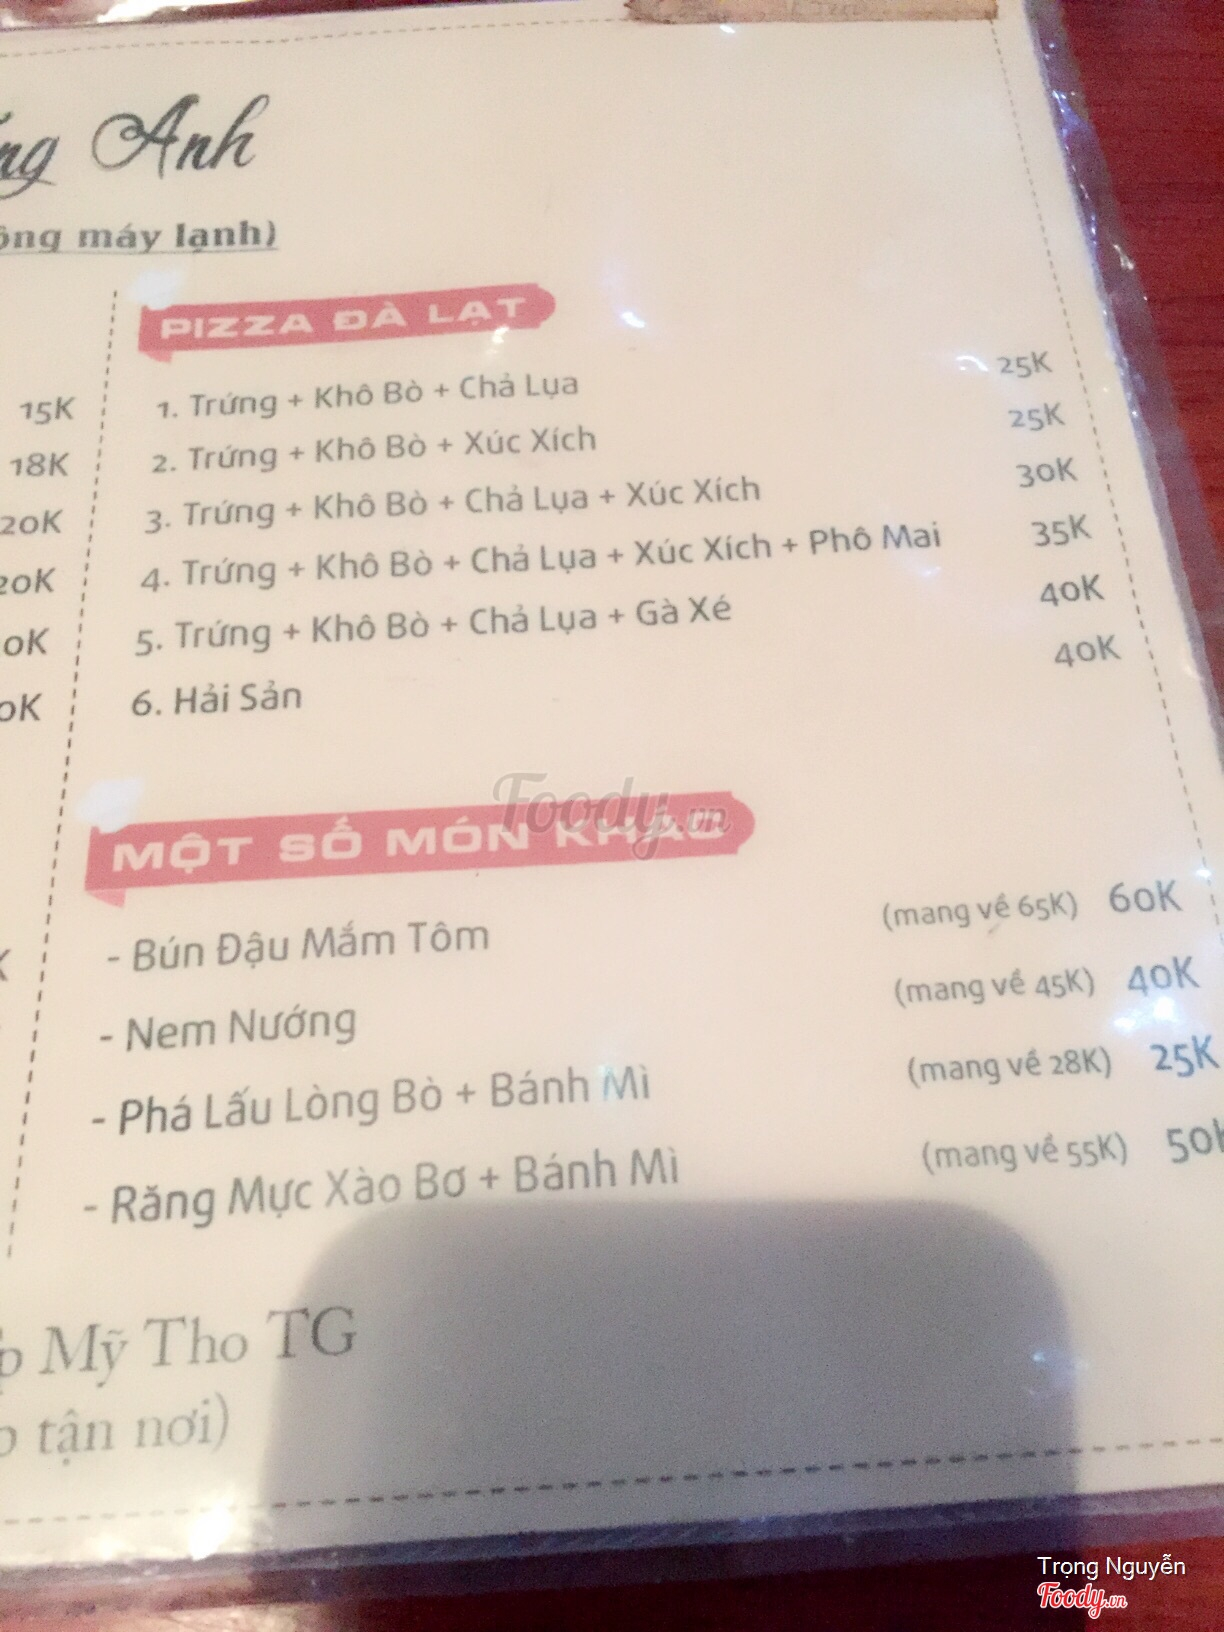 Anh
máy lạnh)
PIZZA ĐÀ LẠT
15K
18K
20K
20K
1. Trứng + Khô Bò + Chả Lụa 25K
2. Trứng + Khô Bò + Xúc Xích 25K
3. Trứng + Khô Bò + Chả Lụa + Xúc Xích 30K
4. Trứng + Khô Bò + Chả Lụa + Xúc Xích + Phô Mai 35K
5. Trứng + Khô Bò + Chả Lụa + Gà Xé 40K
6. Hải Sản 40K
Foody.vn
MỘT SỐ MÓN KHÁC
- Bún Đậu Mắm Tôm (mang về 65K) 60K
- Nem Nướng (mang về 45K) 40K
- Phá Lấu Lòng Bò + Bánh Mì (mang về 28K) 25K
- Răng Mực Xào Bơ + Bánh Mì (mang về 55K) 50K
Mỹ Tho TG
tận nơi)
Trọng Nguyễn
Foody.vn